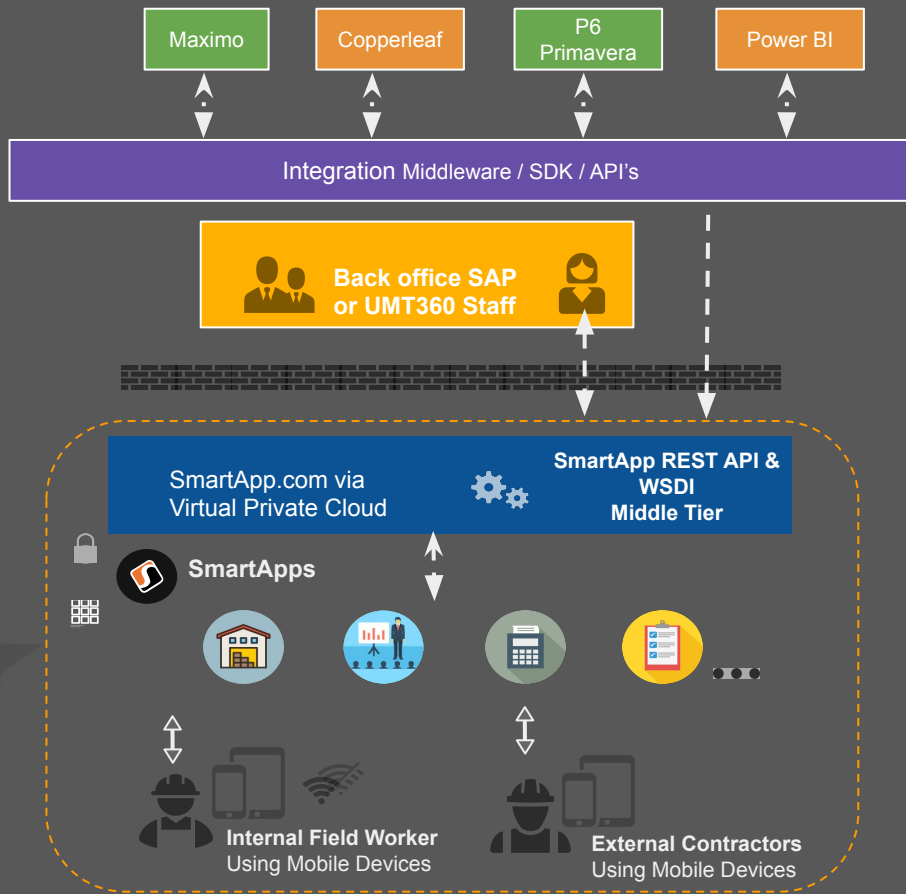 Maximo
Copperleaf
P6
Primavera
Power BI
Integration Middleware / SDK / API's
Back office SAP
or UMT360 Staff
SmartApp.com via
Virtual Private Cloud
SmartApp REST API &
WSDI
Middle Tier
SmartApps
Internal Field Worker
Using Mobile Devices
External Contractors
Using Mobile Devices